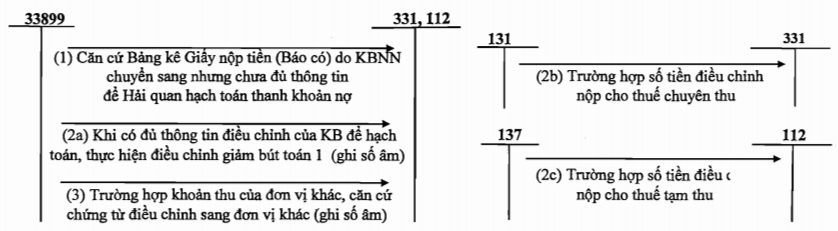 33899
331, 112
(1) Căn cứ Bảng kê Giấy nộp tiền (Báo có) do KBNN
chuyển sang nhưng chưa đủ thông tin
để Hải quan hạch toán thanh khoản nợ
(2a) Khi có đủ thông tin điều chỉnh của KB để hạch
toán, thực hiện điều chỉnh giảm bút toán 1 (ghi số âm)
(3) Trường hợp khoản thu của đơn vị khác, căn cứ
chứng từ điều chỉnh sang đơn vị khác (ghi số âm)
131
331
(2b) Trường hợp số tiền điều chỉnh
nộp cho thuế chuyên thu
137
112
(2c) Trường hợp số tiền điều
nộp cho thuế tạm thu